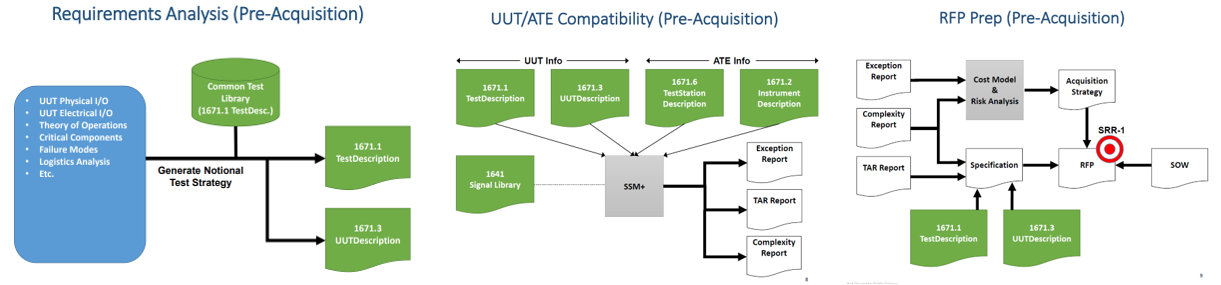 Requirements Analysis (Pre-Acquisition)
• UUT Physical I/O
• UUT Electrical I/O
• Theory of Operations
• Critical Components
• Failure Modes
• Logistics Analysis
• Etc.
Common Test
Library
(1671.1 TestDesc.)
Generate Notional
Test Strategy
1671.1
TestDescription
1671.3
UUTDescription
UUT/ATE Compatibility (Pre-Acquisition)
UUT Info
ATE Info
1671.1
TestDescription
1671.3
UUTDescription
1671.6
TestStation
Description
1671.2
Instrument
Description
1641
Signal Library
SSM+
Exception
Report
TAR Report
Complexity
Report
8
RFP Prep (Pre-Acquisition)
Exception
Report
Complexity
Report
TAR Report
Cost Model
&
Risk Analysis
Acquisition
Strategy
SRR-1
Specification
RFP
SOW
1671.1
TestDescription
1671.3
UUTDescription
9